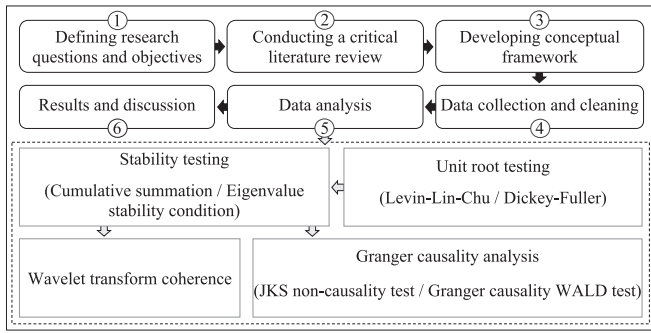 1
Defining research
questions and objectives
2
Conducting a critical
literature review
3
Developing conceptual
framework
Data collection and cleaning
4
Data analysis
5
Results and discussion
6
Unit root testing
(Levin-Lin-Chu / Dickey-Fuller)
Stability testing
(Cumulative summation / Eigenvalue
stability condition)
Wavelet transform coherence
Granger causality analysis
(JKS non-causality test / Granger causality WALD test)